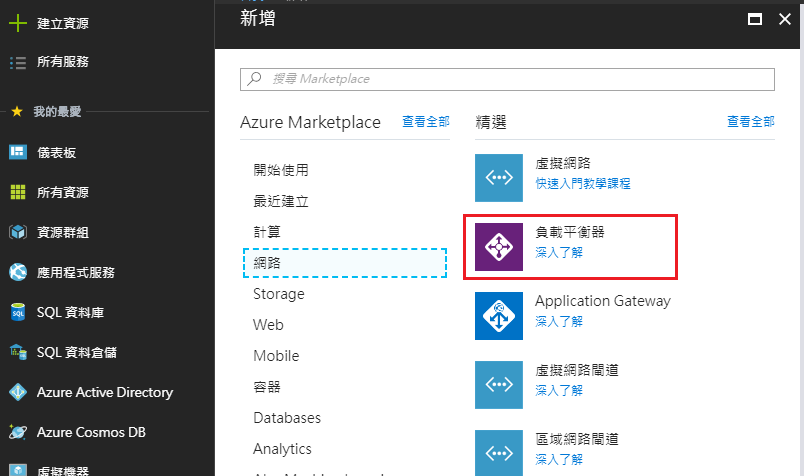 新增
建立資源
所有服務
我的最愛
儀表板
所有資源
資源群組
應用程式服務
SQL 資料庫
SQL 資料倉儲
Azure Active Directory
Azure Cosmos DB
虛擬機器
搜尋 Marketplace
Azure Marketplace
查看全部
開始使用
最近建立
計算
網路
Storage
Web
Mobile
容器
Databases
Analytics
精選
查看全部
虛擬網路
快速入門教學課程
負載平衡器
深入了解
Application Gateway
深入了解
虛擬網路閘道
深入了解
區域網路閘道
深入了解